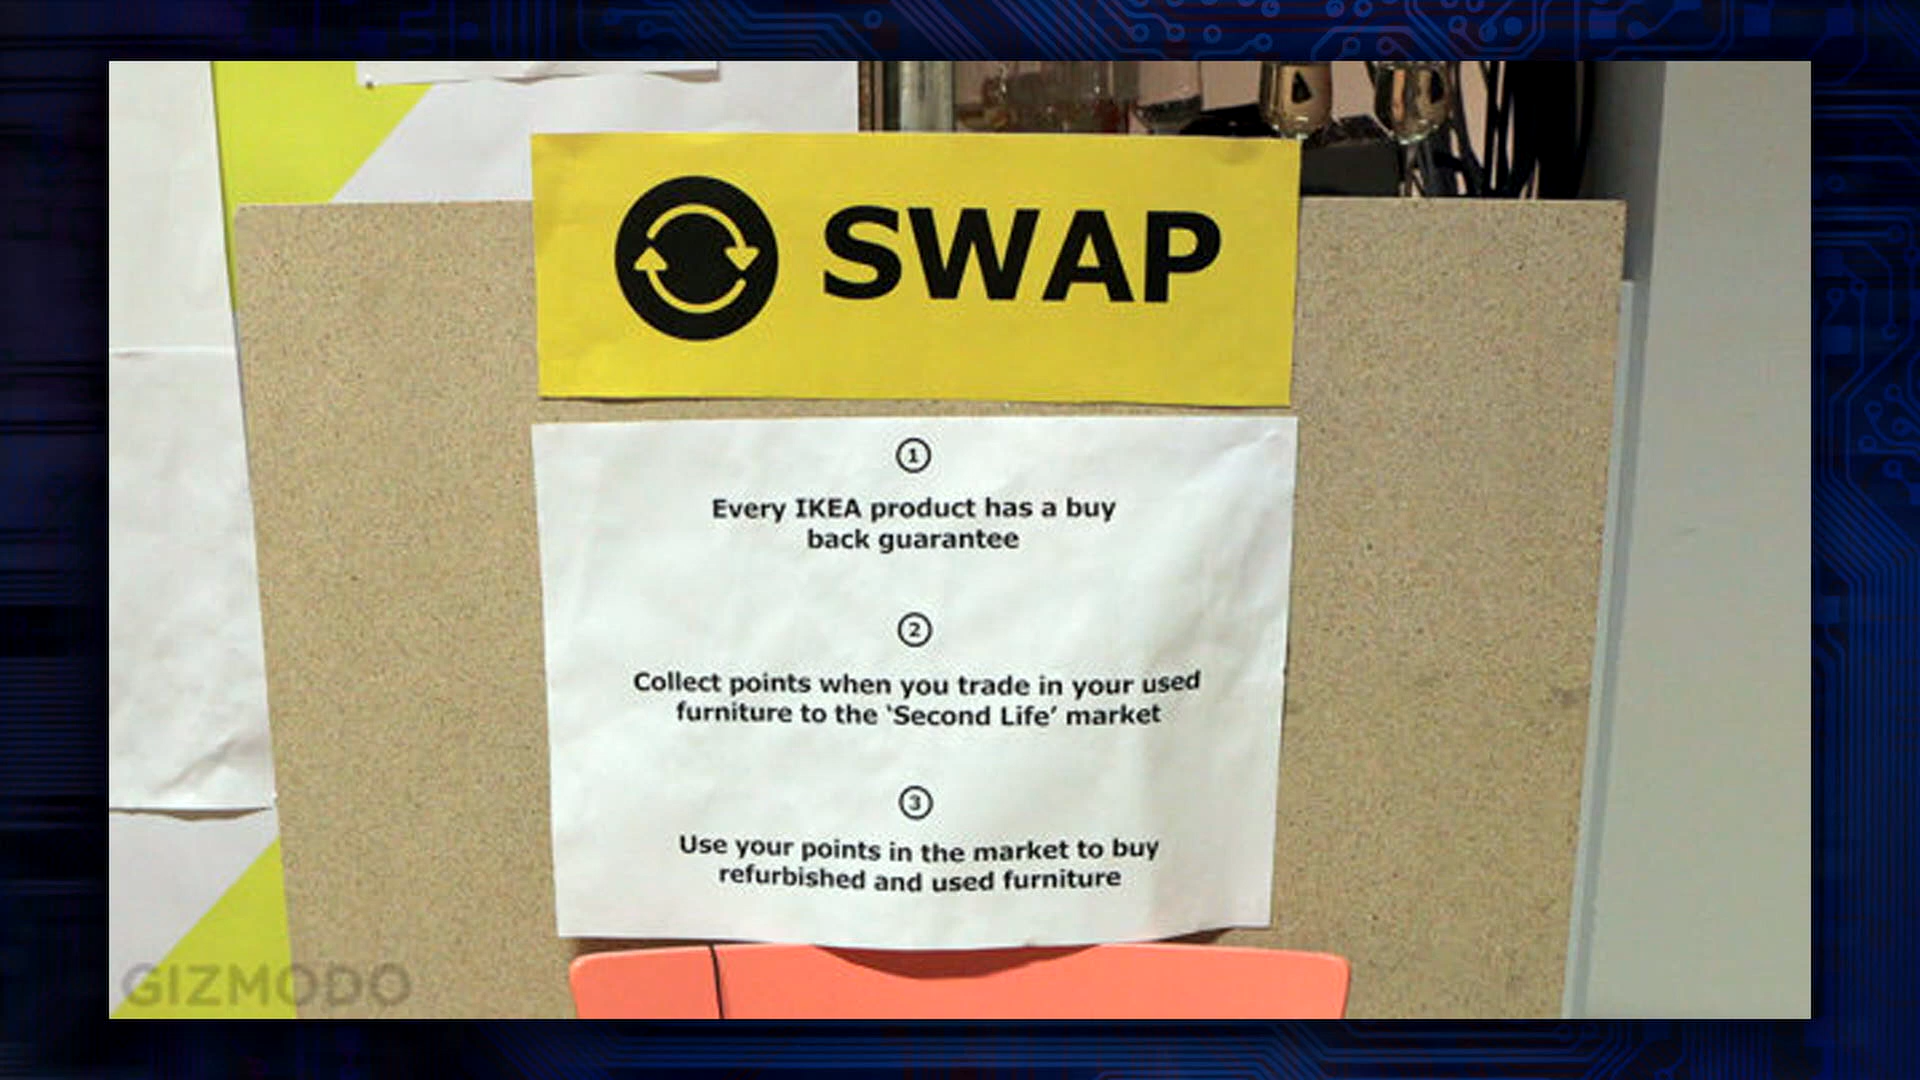 SWAP
1
Every IKEA product has a buy
back guarantee
2
Collect points when you trade in your used
furniture to the ‘Second Life’ market
3
Use your points in the market to buy
refurbished and used furniture
GIZMODO